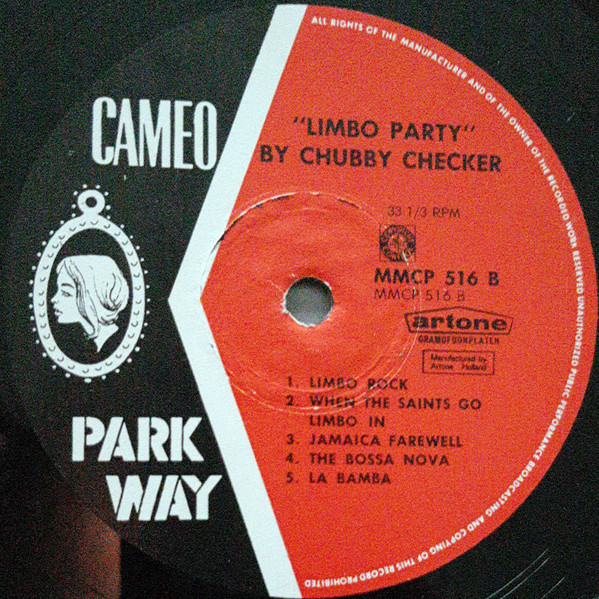 ALL RIGHTS OF THE MANUFACTURER AND OF THE OWNER OF THE RECORDED WORK RESERVED UNAUTHORIZED PUBLIC PERFORMANCE BROADCASTING AND COPYING OF THIS RECORD PROHIBITED
CAMEO
PARK
WAY
"LIMBO PARTY"
BY CHUBBY CHECKER
33 1/3 RPM
MMCP 516 B
MMCP 516 B
artone
GRAMOFOONPLATEN
Manufactured by
Artone Holland
1. LIMBO ROCK
2. WHEN THE SAINTS GO
LIMBO IN
3. JAMAICA FAREWELL
4. THE BOSSA NOVA
5. LA BAMBA